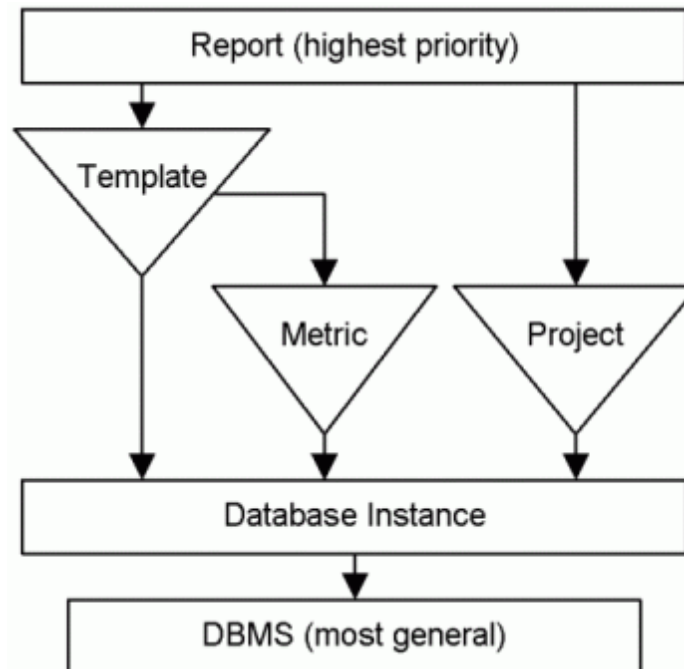 Report (highest priority)
Template
Metric
Project
Database Instance
DBMS (most general)